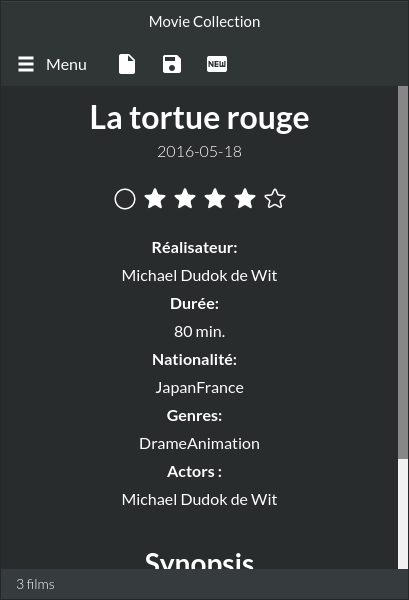 Movie Collection
Menu
NEW
La tortue rouge
2016-05-18
Réalisateur:
Michael Dudok de Wit
Durée:
80 min.
Nationalité:
JapanFrance
Genres:
DrameAnimation
Actors :
Michael Dudok de Wit
Synopsis
3 films